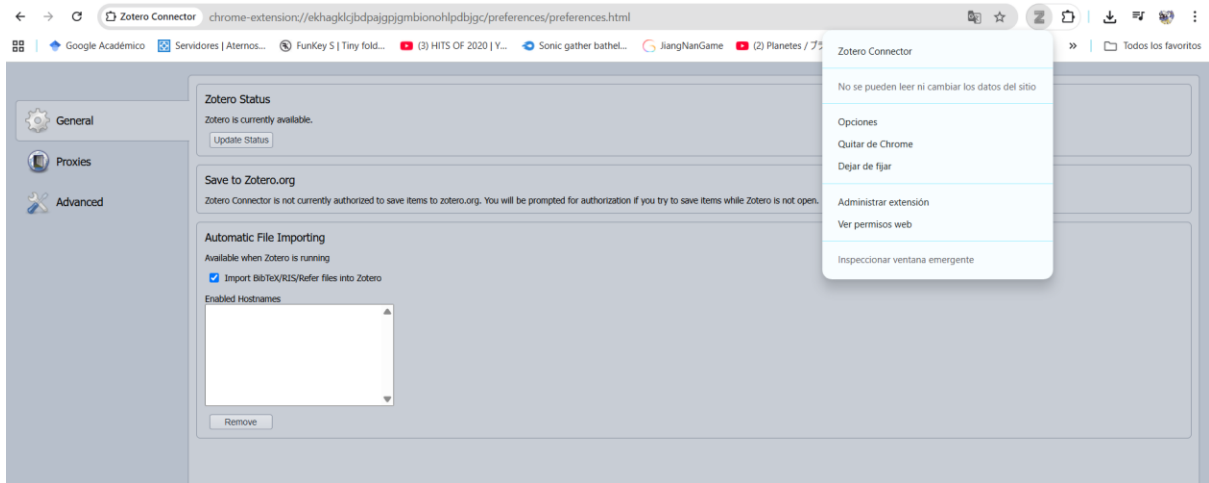 Zotero Connector
chrome-extension://ekhagklcjbdpajgpjgmbionohlpdbjgc/preferences/preferences.html
Google Académico
Servidores | Aternos...
FunKey S | Tiny fold...
(3) HITS OF 2020 | Y...
Sonic gather bathel...
JiangNanGame
(2) Planetes / プラ
»
Todos los favoritos
Zotero Connector
No se pueden leer ni cambiar los datos del sitio
Opciones
Quitar de Chrome
Dejar de fijar
Administrar extensión
Ver permisos web
Inspeccionar ventana emergente
General
Proxies
Advanced
Zotero Status
Zotero is currently available.
Update Status
Save to Zotero.org
Zotero Connector is not currently authorized to save items to zotero.org. You will be prompted for authorization if you try to save items while Zotero is not open.
Automatic File Importing
Available when Zotero is running
Import BibTeX/RIS/Refer files into Zotero
Enabled Hostnames
Remove